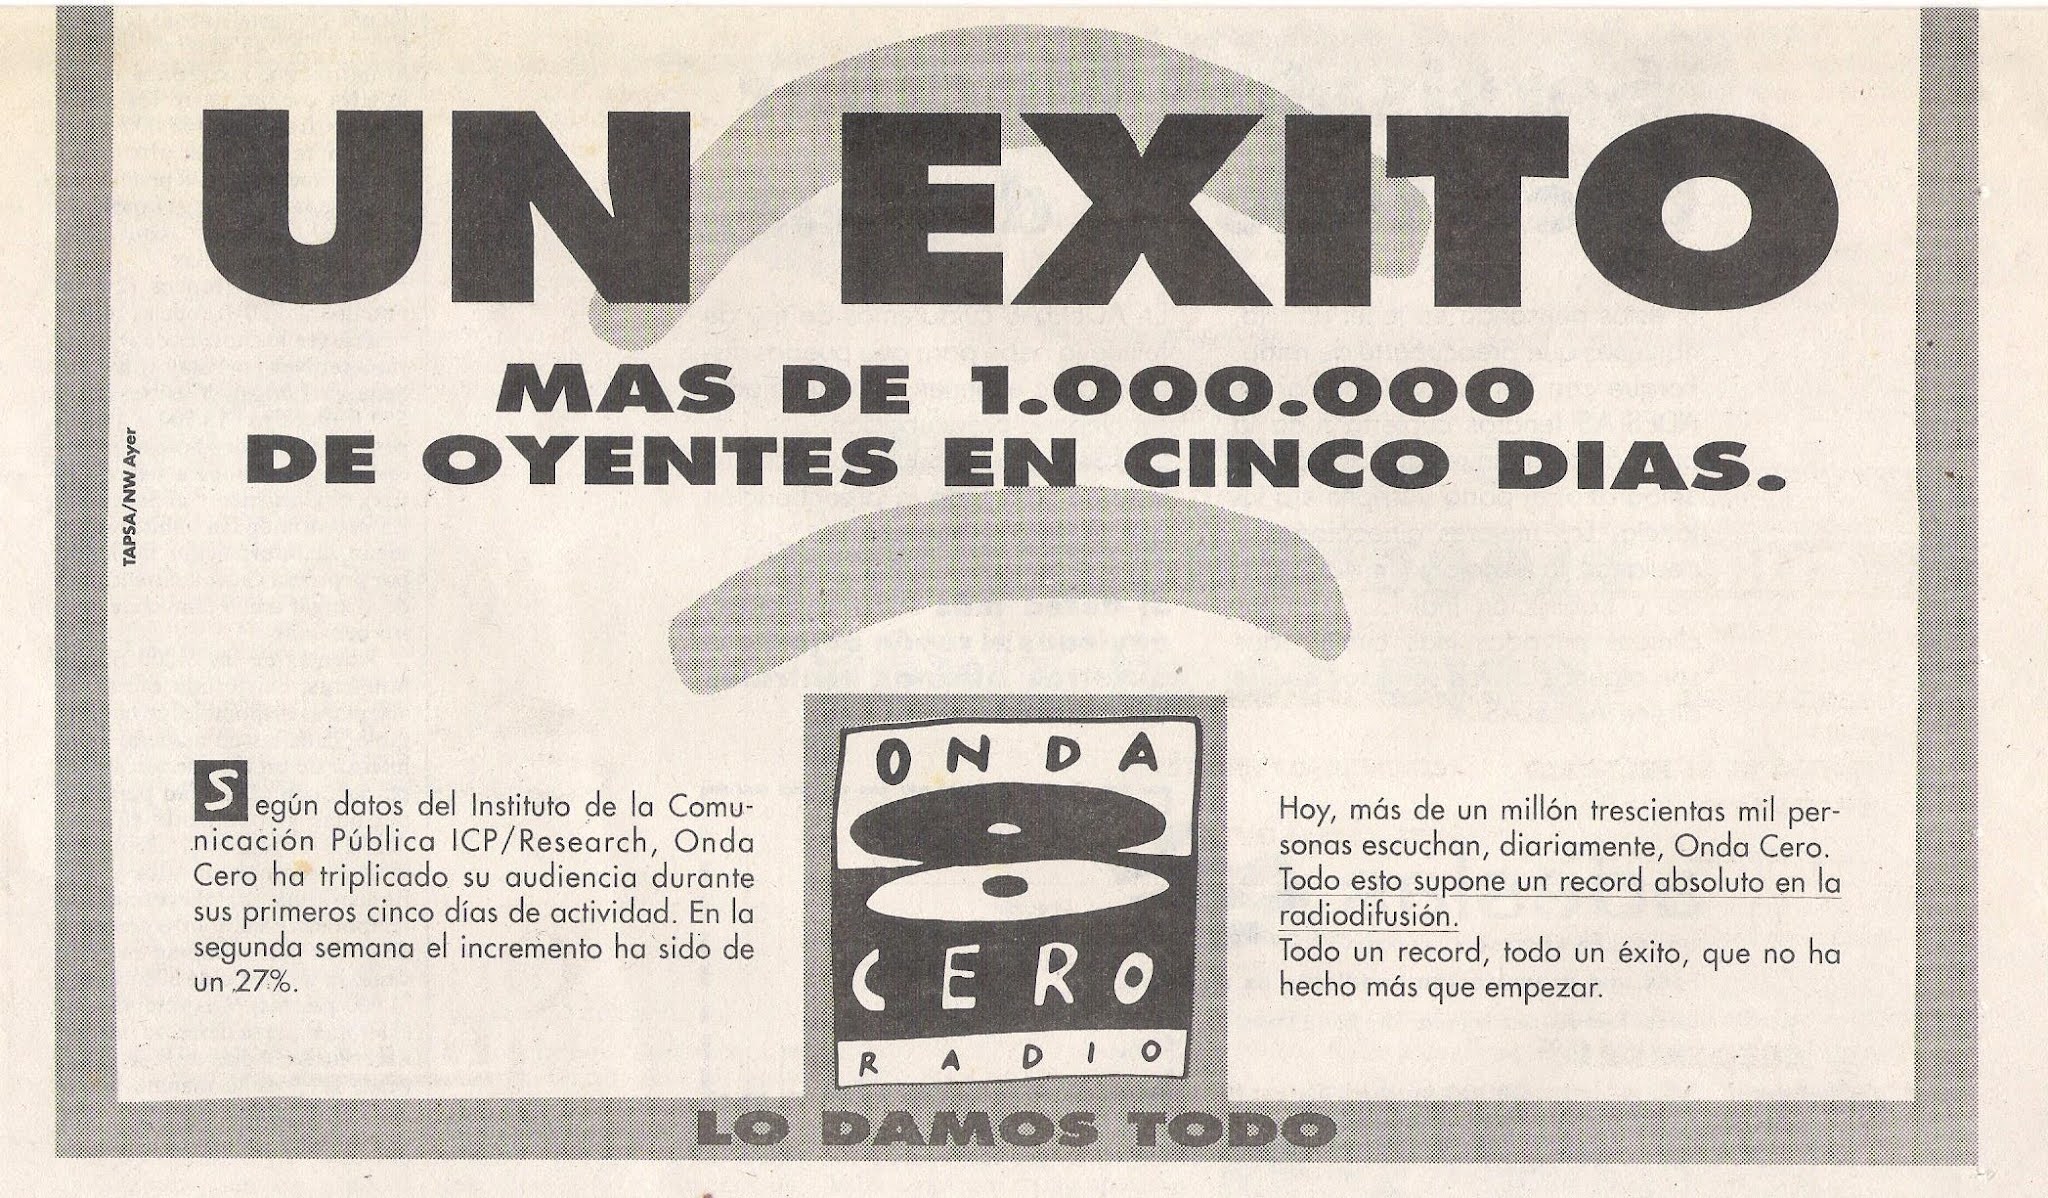 UN EXITO
MAS DE 1.000.000
DE OYENTES EN CINCO DIAS.
TAPSA/NW Ayer
Según datos del Instituto de la Comu-
nicación Pública ICP/Research, Onda
Cero ha triplicado su audiencia durante
sus primeros cinco días de actividad. En la
segunda semana el incremento ha sido de
un 27%.
ONDA
CERO
RADIO
Hoy, más de un millón trescientas mil per-
sonas escuchan, diariamente, Onda Cero.
Todo esto supone un record absoluto en la
radiodifusión.
Todo un record, todo un éxito, que no ha
hecho más que empezar.
LO DAMOS TODO